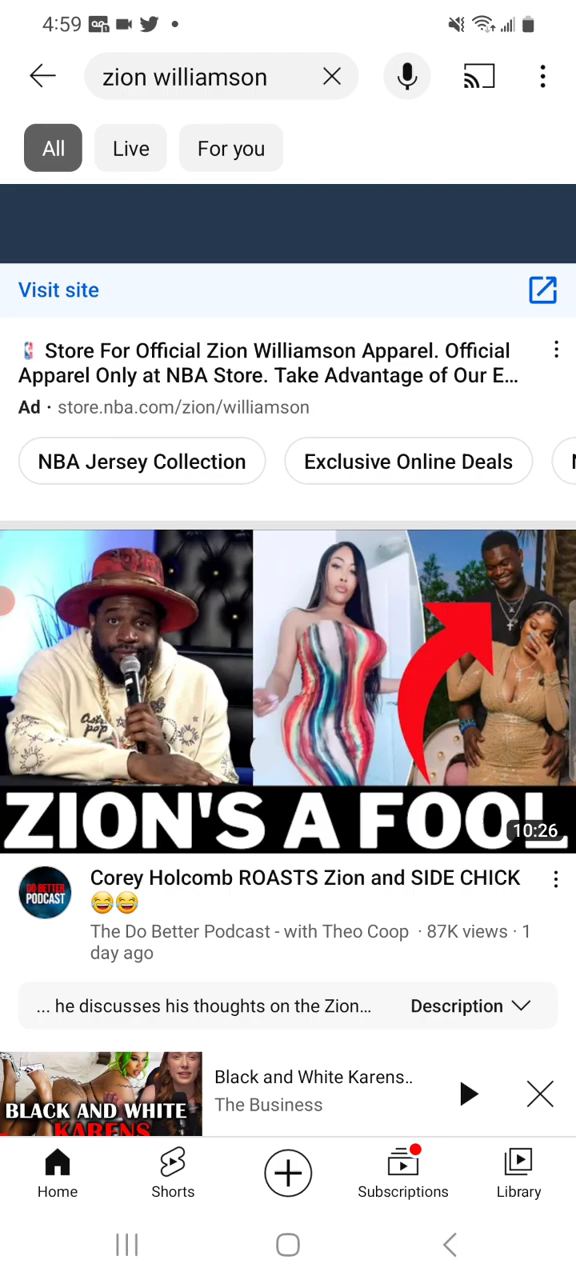 4:59
zion williamson
All
Live
For you
Visit site
Store For Official Zion Williamson Apparel. Official
Apparel Only at NBA Store. Take Advantage of Our E...
Ad · store.nba.com/zion/williamson
NBA Jersey Collection
Exclusive Online Deals
ZION'S A FOOL
10:26
DO BETTER
PODCAST
Corey Holcomb ROASTS Zion and SIDE CHICK
😂😂
The Do Better Podcast - with Theo Coop · 87K views · 1
day ago
... he discusses his thoughts on the Zion...
Description
BLACK AND WHITE
KARENS
Black and White Karens..
The Business
Home
Shorts
Subscriptions
Library